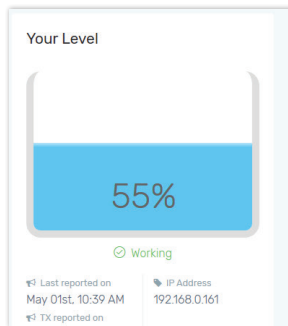 Your Level
55%
Working
Last reported on
IP Address
May 01st, 10:39 AM
192.168.0.161
TX reported on